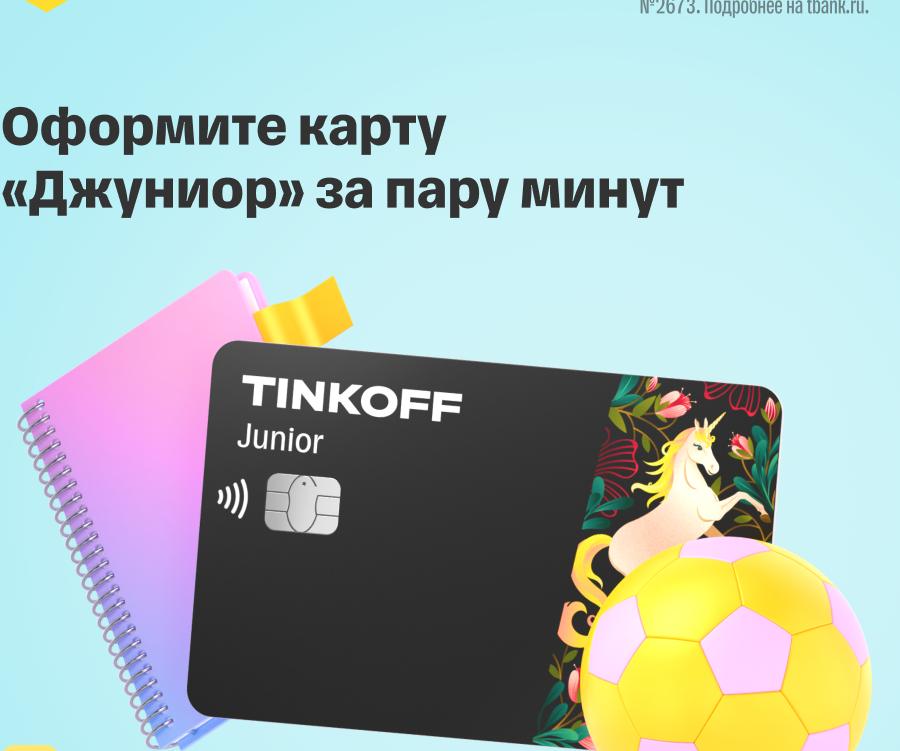 №2673. Подробнее на tbank.ru.
Оформите карту
«Джуниор» за пару минут
TINKOFF
Junior